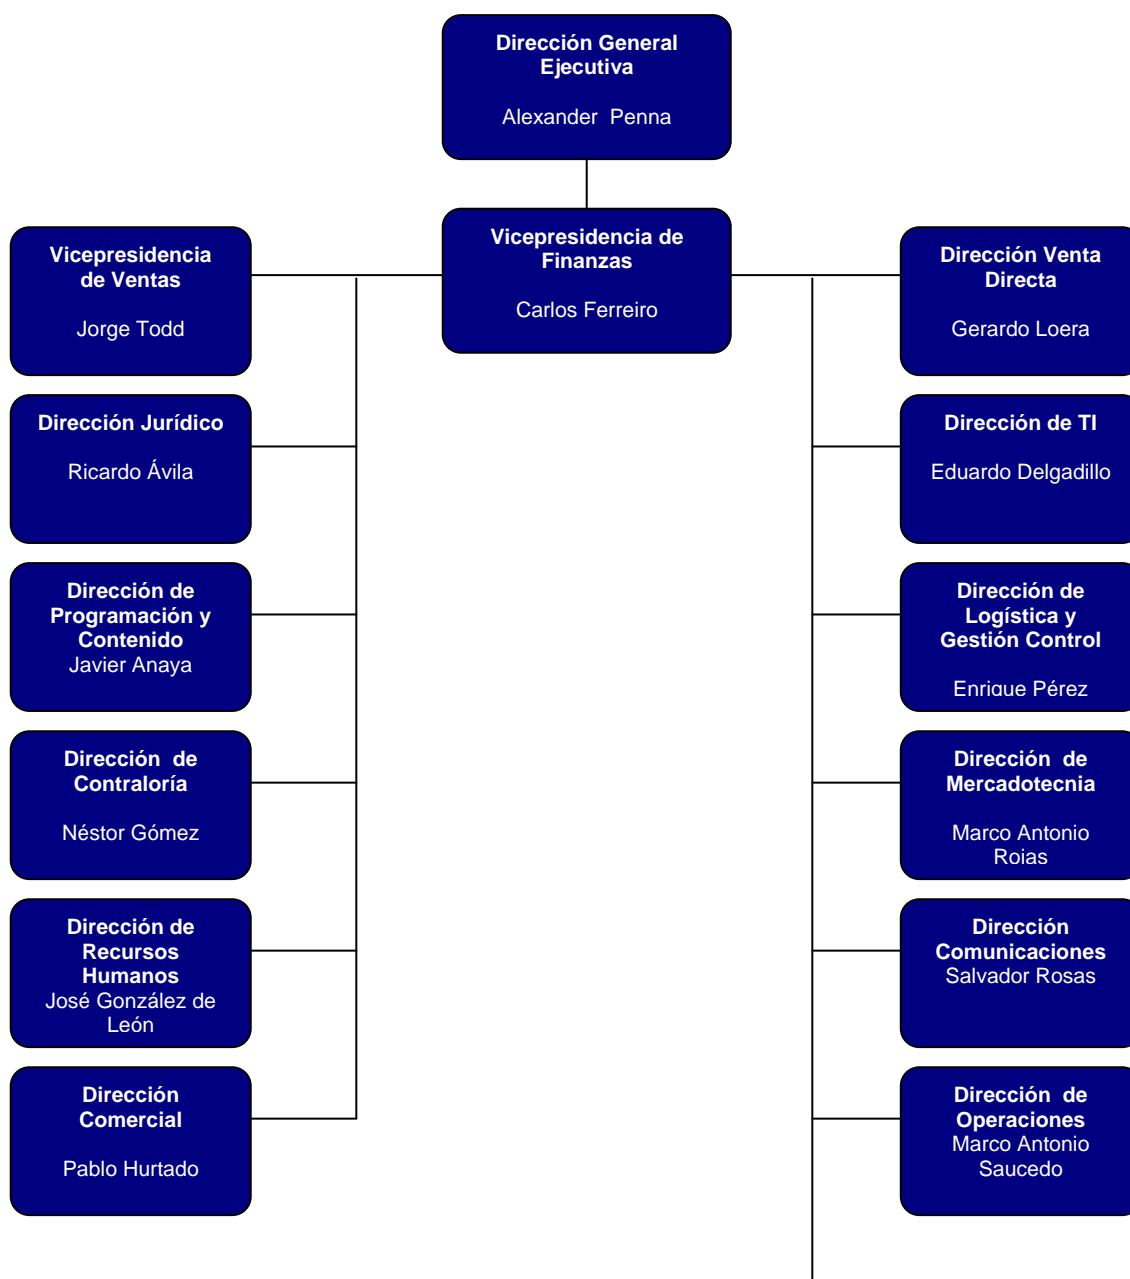 Dirección General
Ejecutiva
Alexander  Penna
Vicepresidencia de
Finanzas
Carlos Ferreiro
Vicepresidencia
de Ventas
Jorge Todd
Dirección Venta
Directa
Gerardo Loera
Dirección Jurídico
Ricardo Ávila
Dirección de TI
Eduardo Delgadillo
Dirección de
Programación y
Contenido
Javier Anaya
Dirección de
Logística y
Gestión Control
Enrique Pérez
Dirección  de
Contraloría
Néstor Gómez
Dirección  de
Mercadotecnia
Marco Antonio
Rojas
Dirección de
Recursos
Humanos
José González de
León
Dirección
Comunicaciones
Salvador Rosas
Dirección
Comercial
Pablo Hurtado
Dirección  de
Operaciones
Marco Antonio
Saucedo